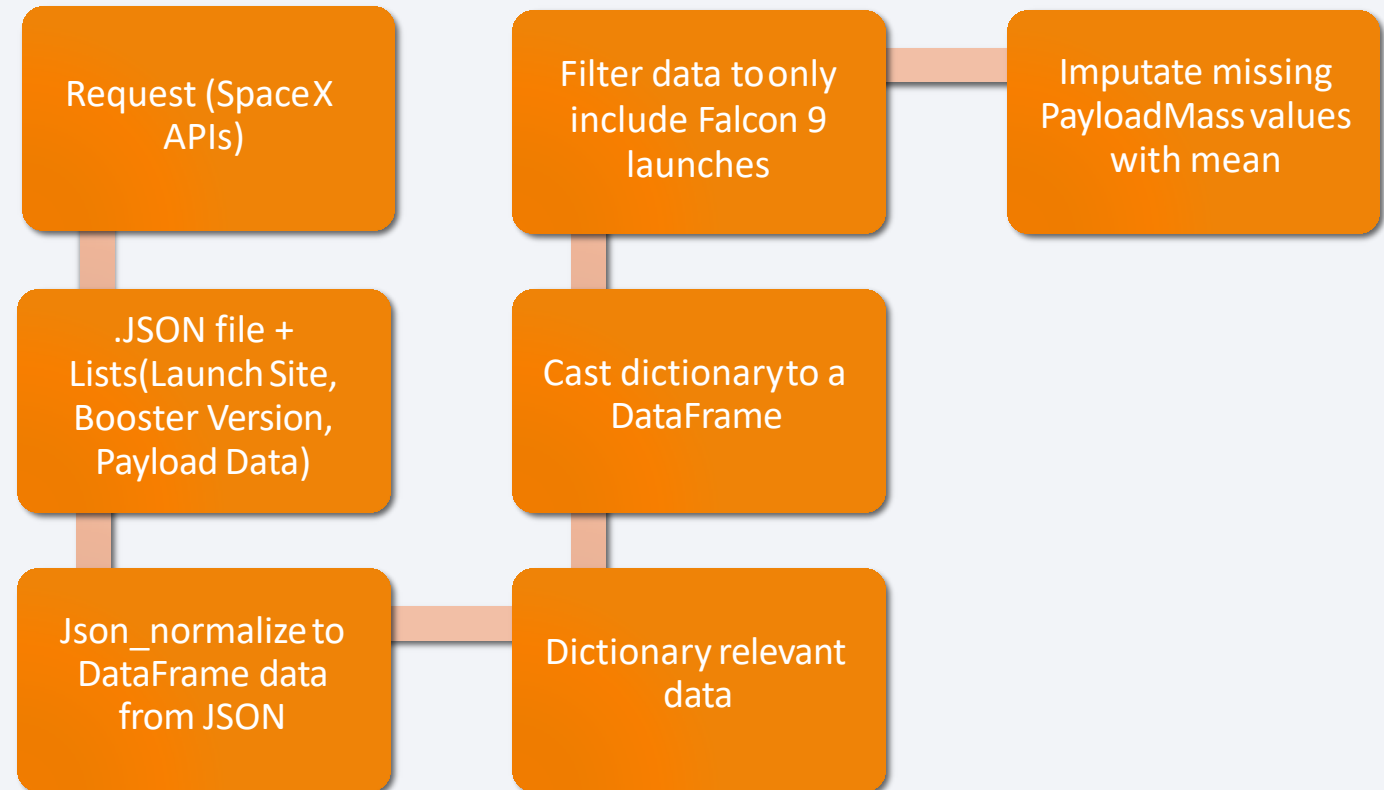 Request (SpaceX
APIs)
.JSON file +
Lists(Launch Site,
Booster Version,
Payload Data)
Json_normalize to
DataFrame data
from JSON
Dictionary relevant
data
Cast dictionary to a
DataFrame
Filter data to only
include Falcon 9
launches
Imputate missing
PayloadMass values
with mean